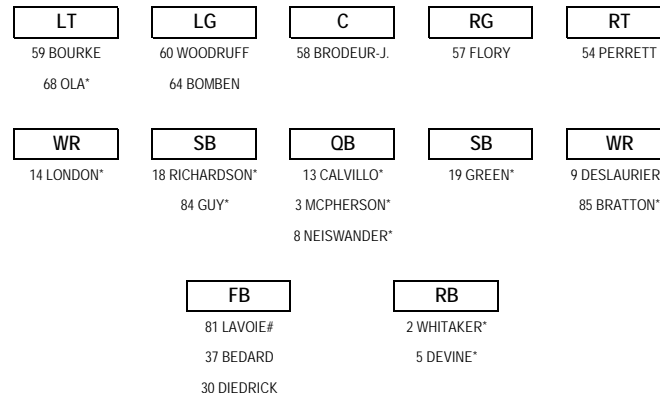 LT LG C RG RT
59 BOURKE 60 WOODRUFF 58 BRODEUR-J. 57 FLORY 54 PERRETT
68 OLA* 64 BOMBEN
WR SB QB SB WR
14 LONDON* 18 RICHARDSON* 13 CALVILLO* 19 GREEN* 9 DESLAURIER
84 GUY* 3 MCPHERSON* 85 BRATTON*
8 NEISWANDER*
FB RB
81 LAVOIE# 2 WHITAKER*
37 BEDARD 5 DEVINE*
30 DIEDRICK